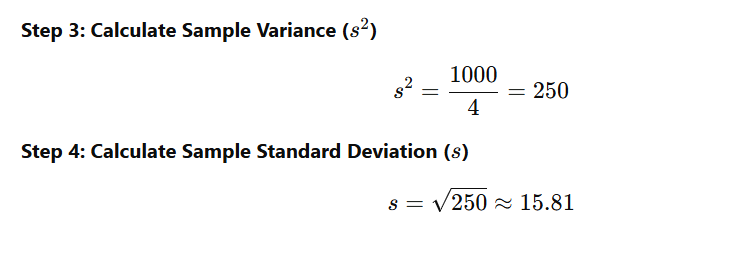 Step 3: Calculate Sample Variance (s²)
s² = 1000/4 = 250
Step 4: Calculate Sample Standard Deviation (s)
s = √250 ≈ 15.81